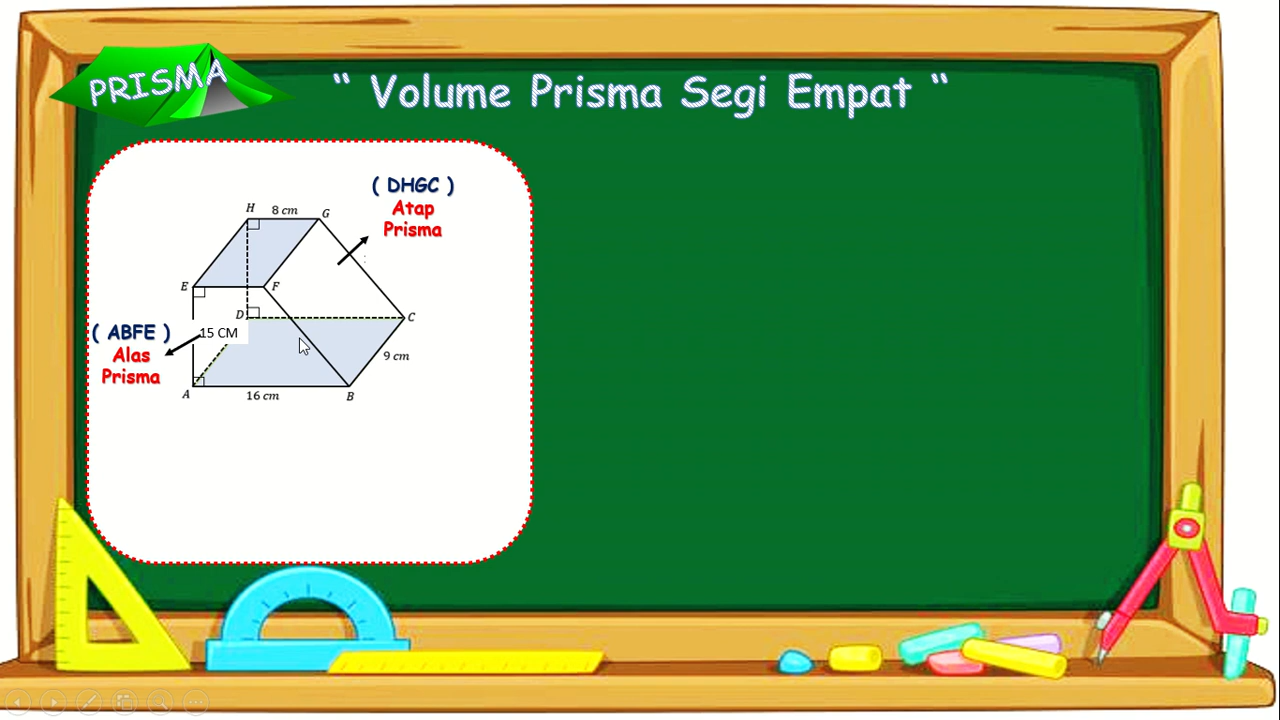 PRISMA
“ Volume Prisma Segi Empat “
( DHGC )
Atap
Prisma
H 8 cm G
E F
D C
( ABFE ) 15 CM
Alas
Prisma
9 cm
A 16 cm B